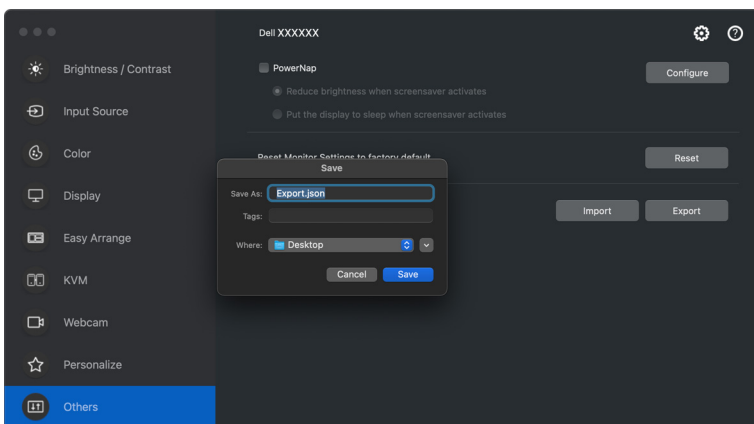 Dell XXXXXX
Brightness / Contrast
Input Source
Color
Display
Easy Arrange
KVM
Webcam
Personalize
Others
PowerNap
Configure
Reduce brightness when screensaver activates
Put the display to sleep when screensaver activates
Reset Monitor Settings to factory default
Reset
Import
Export
Save
Save As: Export.json
Tags:
Where: Desktop
Cancel
Save